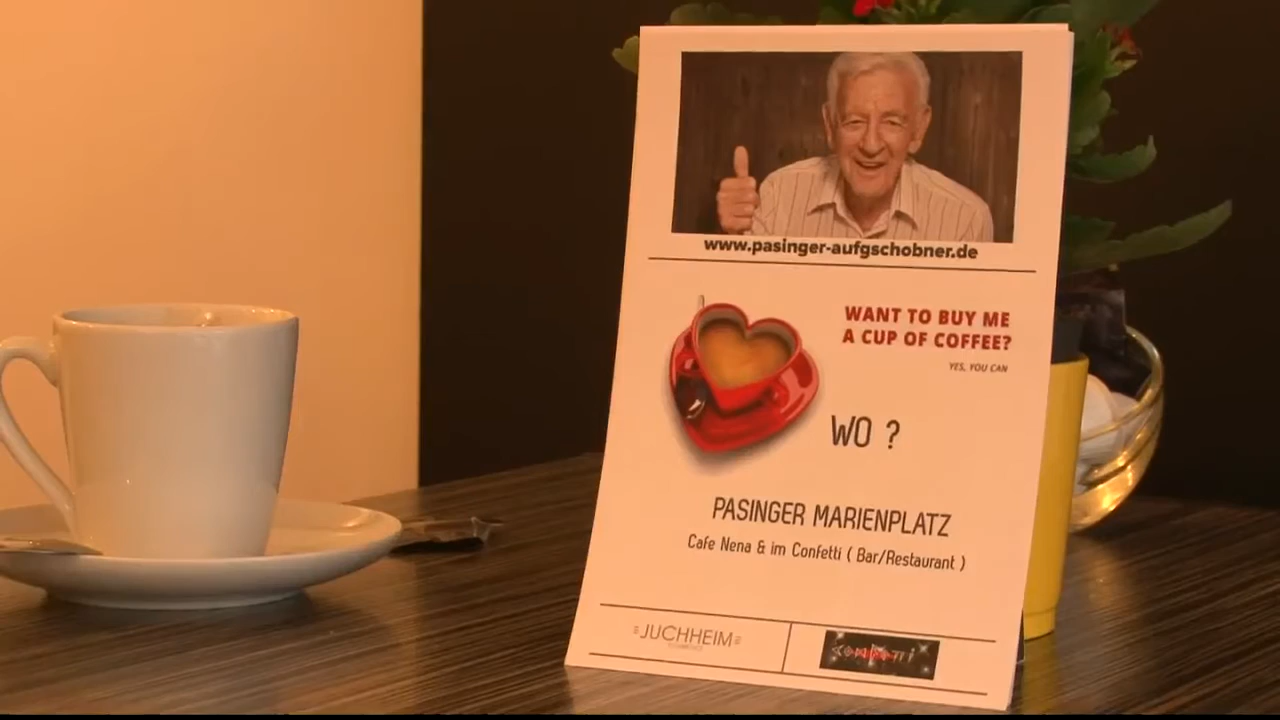 www.pasinger-aufgschobner.de
WANT TO BUY ME
A CUP OF COFFEE?
YES, YOU CAN
WO ?
PASINGER MARIENPLATZ
Cafe Nena & im Confetti ( Bar/Restaurant )
JUCHHEIM
CONFETTI